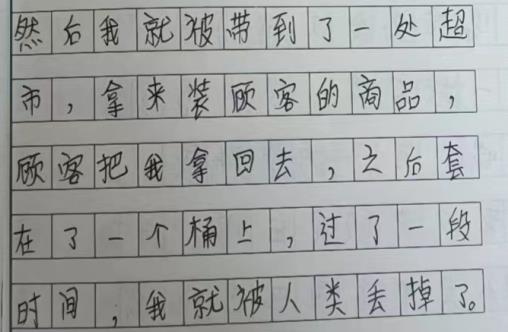 然后我就被带到了一处超
市，拿来装顾客的商品，
顾客把我拿回去，之后套
在了一个桶上，过了一段
时间，我就被人类丢掉了。